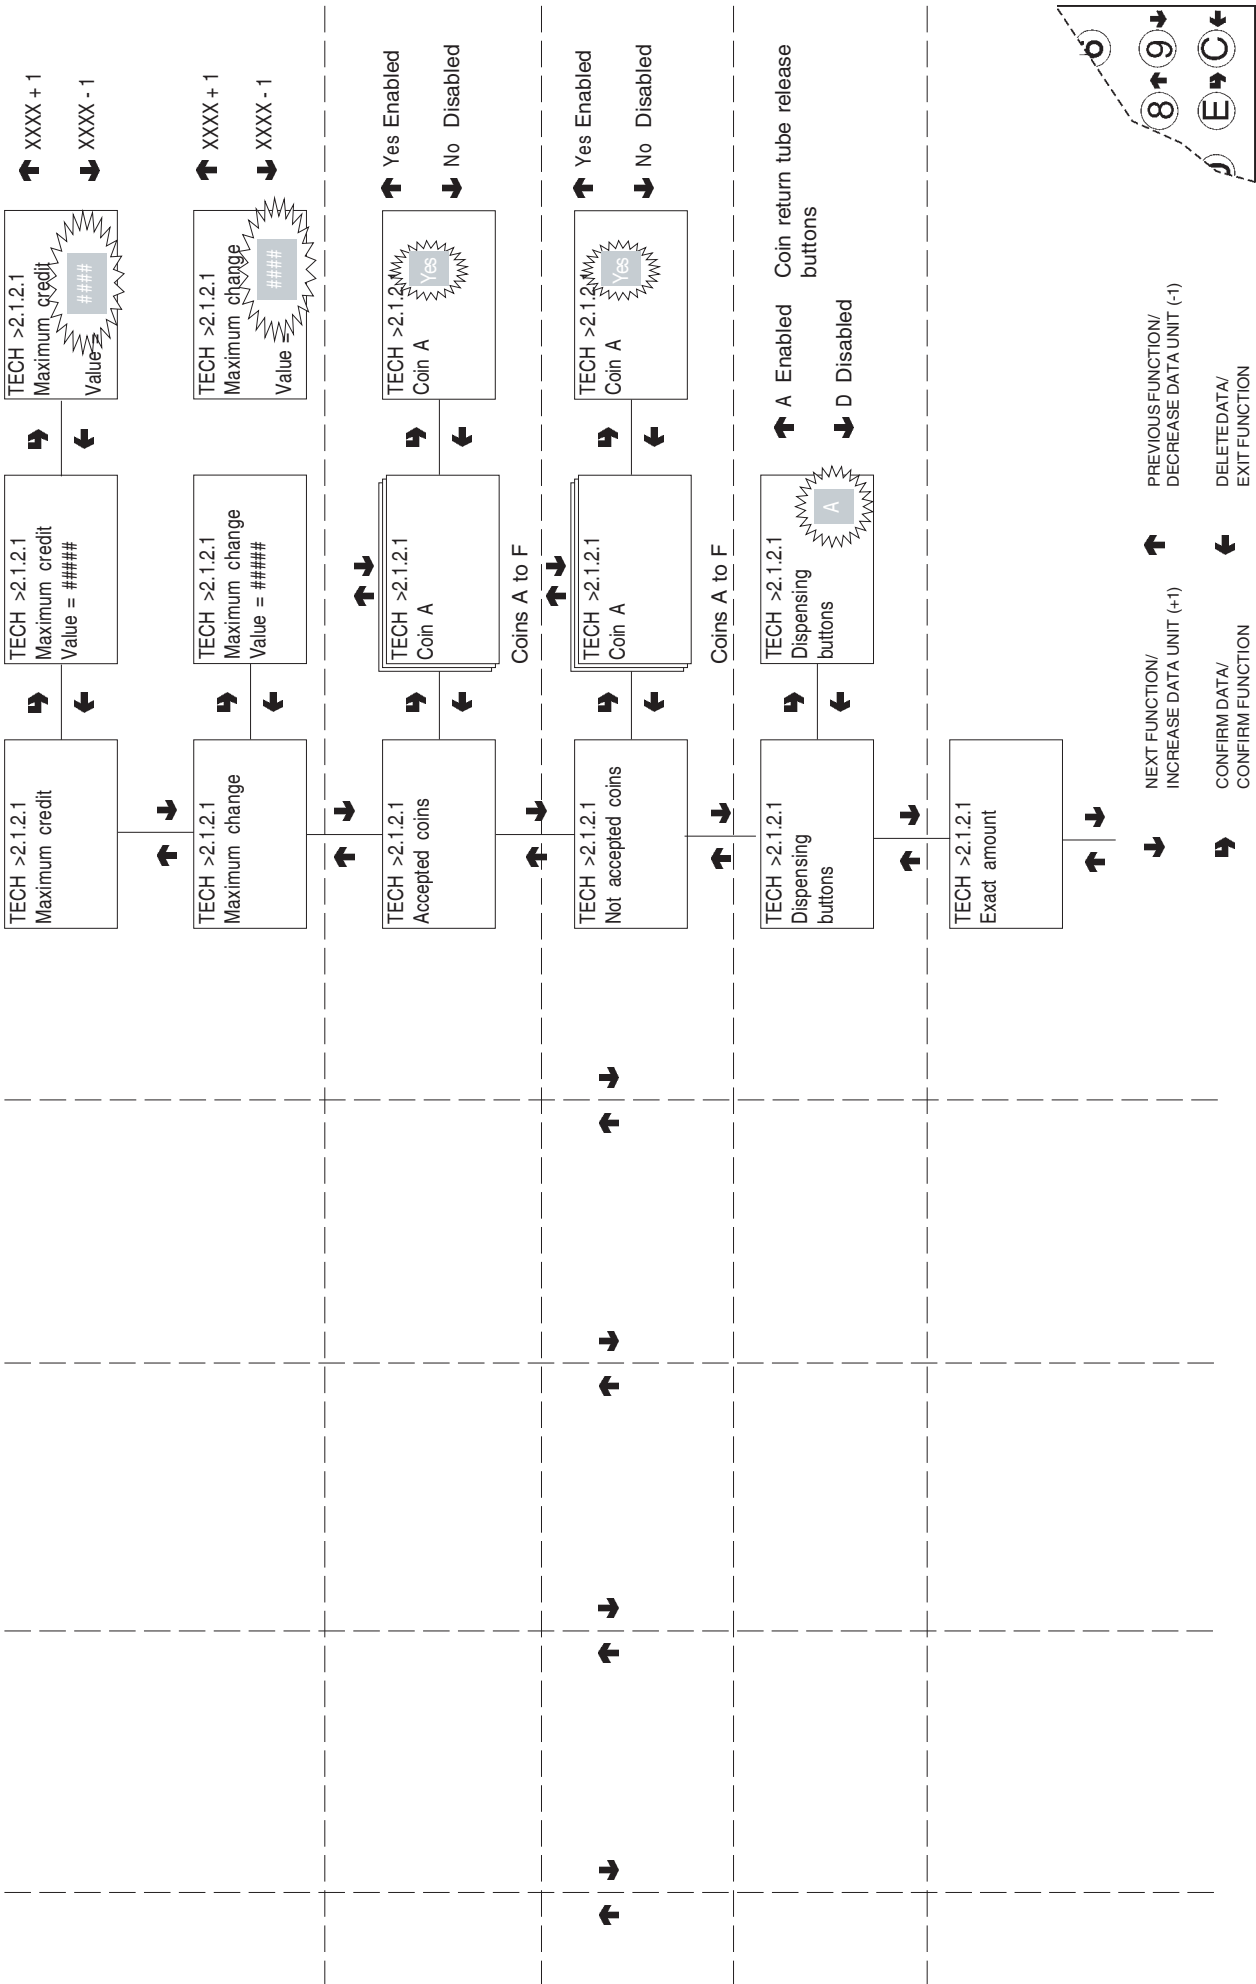 TECH >2.1.2.1
Maximum credit
TECH >2.1.2.1
Maximum credit
Value = #####
TECH >2.1.2.1
Maximum credit
Value =
####
XXXX + 1
XXXX - 1
TECH >2.1.2.1
Maximum change
TECH >2.1.2.1
Maximum change
Value = #####
TECH >2.1.2.1
Maximum change
Value =
####
XXXX + 1
XXXX - 1
TECH >2.1.2.1
Accepted coins
TECH >2.1.2.1
Coin A
Coins A to F
TECH >2.1.2.1
Coin A
Yes
Yes Enabled
No Disabled
TECH >2.1.2.1
Not accepted coins
TECH >2.1.2.1
Coin A
Coins A to F
TECH >2.1.2.1
Coin A
Yes
Yes Enabled
No Disabled
TECH >2.1.2.1
Dispensing
buttons
TECH >2.1.2.1
Dispensing
buttons
A
A Enabled
D Disabled
Coin return tube release
buttons
TECH >2.1.2.1
Exact amount
NEXT FUNCTION/
INCREASE DATA UNIT (+1)
PREVIOUS FUNCTION/
DECREASE DATA UNIT (-1)
CONFIRM DATA/
CONFIRM FUNCTION
DELETE DATA/
EXIT FUNCTION
6
8 9
E C